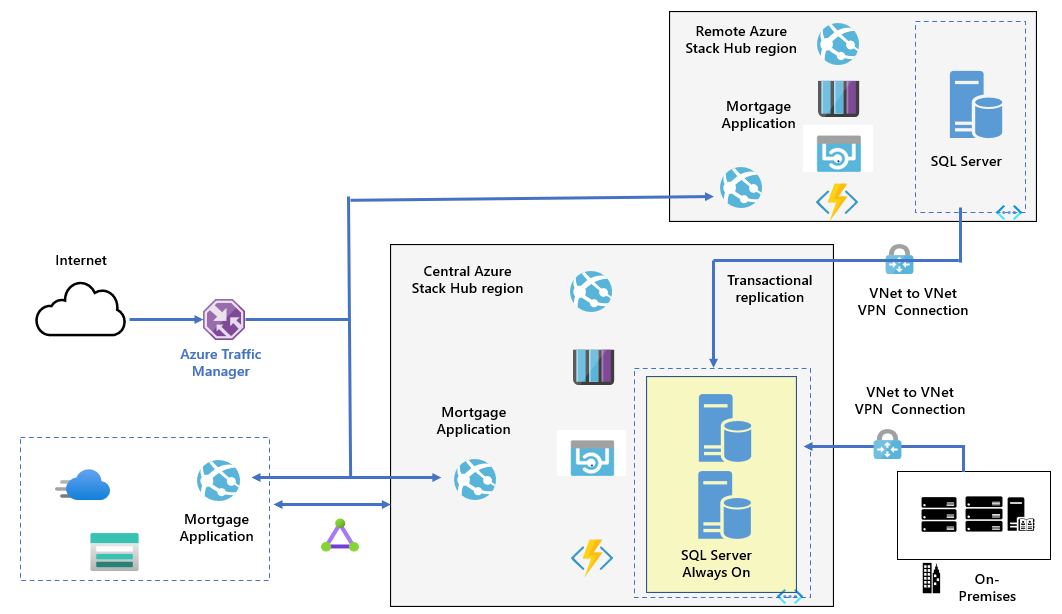 Remote Azure
Stack Hub region
Mortgage
Application
SQL Server
Internet
Azure Traffic
Manager
Central Azure
Stack Hub region
Transactional
replication
VNet to VNet
VPN  Connection
VNet to VNet
VPN  Connection
Mortgage
Application
Mortgage
Application
SQL Server
Always On
On-
Premises